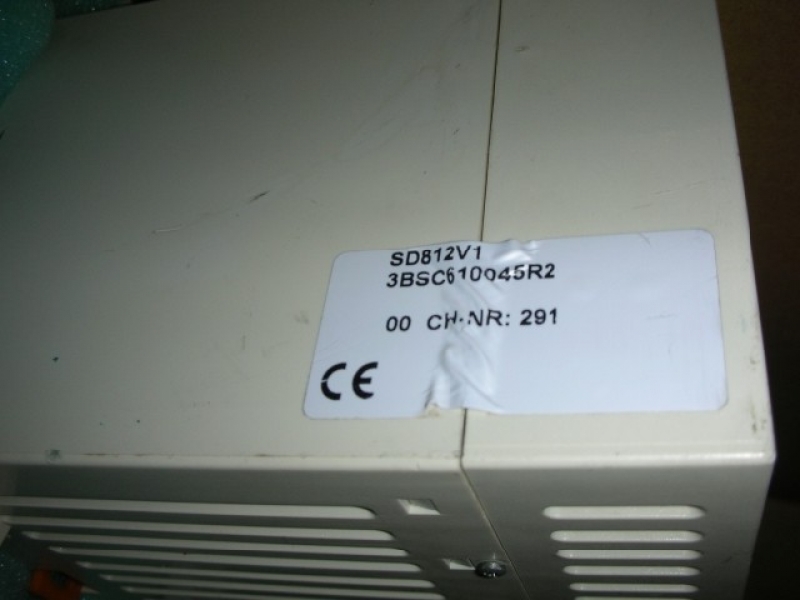 SD812V1
3BSC610045R2
00 CH-NR: 291
CE